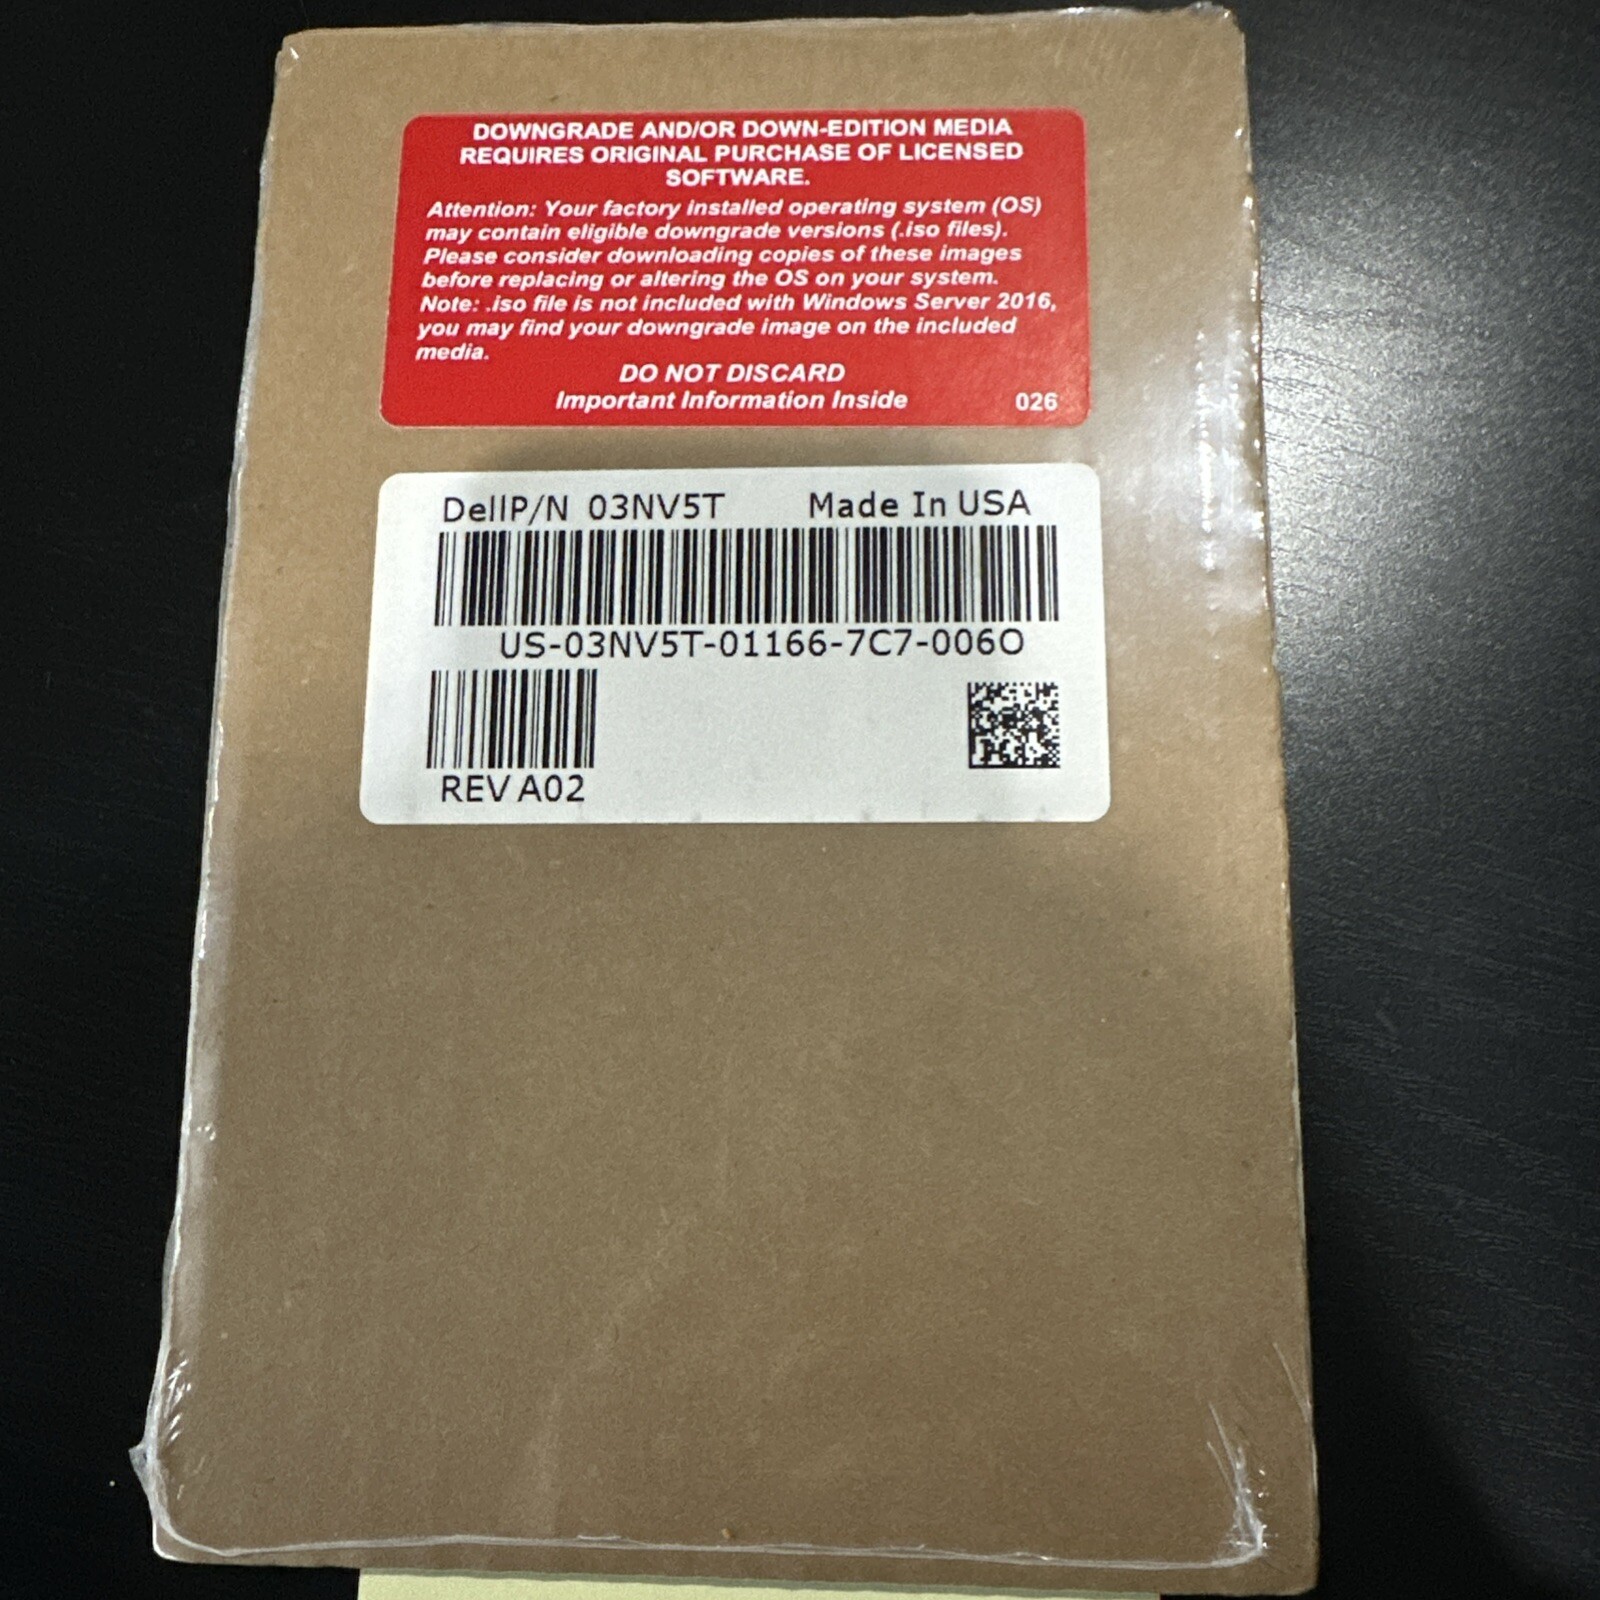 DOWNGRADE AND/OR DOWN-EDITION MEDIA
REQUIRES ORIGINAL PURCHASE OF LICENSED
SOFTWARE.
Attention: Your factory installed operating system (OS)
may contain eligible downgrade versions (.iso files).
Please consider downloading copies of these images
before replacing or altering the OS on your system.
Note: .iso file is not included with Windows Server 2016,
you may find your downgrade image on the included
media.
DO NOT DISCARD
Important Information Inside 026
DellP/N 03NV5T Made In USA
US-03NV5T-01166-7C7-006O
REV A02